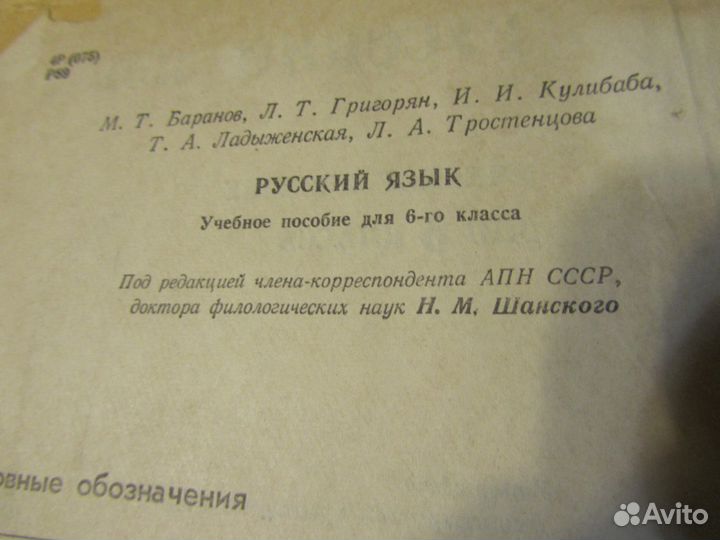 4Р (075)
Р89
М. Т. Баранов, Л. Т. Григорян, И. И. Кулибаба,
Т. А. Ладыженская, Л. А. Тростенцова
РУССКИЙ ЯЗЫК
Учебное пособие для 6-го класса
Под редакцией члена-корреспондента АПН СССР,
доктора филологических наук Н. М. Шанского
овные обозначения
Avito